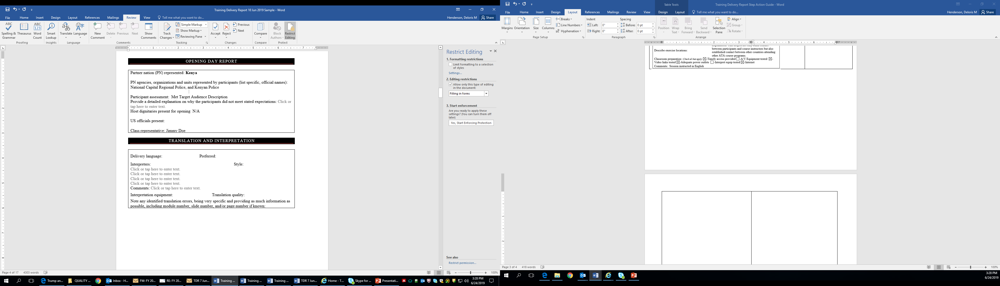 Training Delivery Report 10 Jun 2019 Sample - Word
File Home Insert Design Layout References Mailings Review View Tell me what you want to do... Henderson, Deloris M Share
Spelling & Grammar
Thesaurus
Word Count
Smart Lookup
Translate
Language
New Comment
Delete
Previous
Next
Show Comments
Track Changes
Simple Markup
Show Markup
Reviewing Pane
Accept
Reject
Previous
Next
Compare
Block Authors
Restrict Editing
Proofing Insights Language Comments Tracking Changes Compare Protect
OPENING DAY REPORT
Partner nation (PN) represented: Kenya
PN agencies, organizations and units represented by participants (list specific, official names):
National Capital Regional Police, and Kenyan Police
Participant assessment: Met Target Audience Description
Provide a detailed explanation on why the participants did not meet stated expectations: Click or
tap here to enter text.
Host dignitaries present for opening N/A
US officials present:
Class representative: Jimmy Doe
TRANSLATION AND INTERPRETATION
Delivery language: Preferred:
Interpreters: Style:
Click or tap here to enter text.
Click or tap here to enter text.
Click or tap here to enter text.
Click or tap here to enter text.
Comments: Click or tap here to enter text.
Interpretation equipment: Translation quality:
Note any identified translation errors, being very specific and providing as much information as
possible, including module number, slide number, and/or page number if known:
Restrict Editing
1. Formatting restrictions
Limit formatting to a selection
of styles
Settings...
2. Editing restrictions
Allow only this type of editing
in the document:
Filling in forms
3. Start enforcement
Are you ready to apply these
settings? (You can turn them off
later)
Yes, Start Enforcing Protection
See also
Restrict permission...
Page 4 of 17 4303 words 100%
Trump an... QUALITY ... Inbox - H... FW: FY 20... RE: FY 20... TDR 7 Jun... Training ... Training ... Training ... TDR 7 Jun... Home - T... Skype for ... Presentati...
3:28 PM
6/24/2019
Table Tools
Training Delivery Report Step Action Guide - Word
File Home Insert Design Layout References Mailings Review View Design Layout Tell me what you want to do... Henderson, Deloris M Share
Margins
Orientation
Size
Columns
Breaks
Line Numbers
Hyphenation
Indent
Left: 0"
Right: 0"
Spacing
Before: 0 pt
After: 0 pt
Position
Wrap Text
Bring Forward
Send Backward
Selection Pane
Align
Group
Rotate
Page Setup Paragraph Arrange
Describe exercise locations:
between participants and course instructors but also
established contact between other countries attending
other ATA course programs.
Classroom preparation: (Check all that apply) ☒-Timely access provided ☐-A/V Equipment tested ☒-
Video links tested ☒-Adequate power outlets ☐-Interpret equip tested ☒-Internet
Comments: Session instructed in English
Page 3 of 4 418 words 100%
3:28 PM
6/24/2019